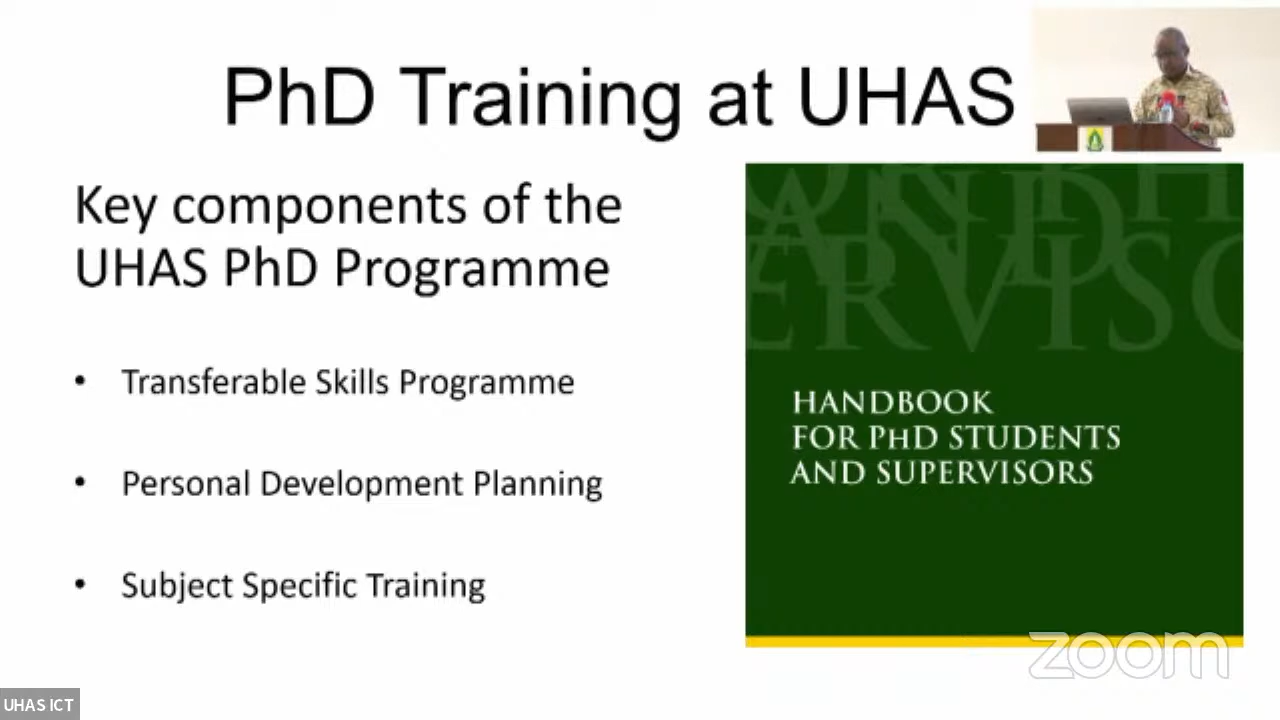 PhD Training at UHAS
Key components of the
UHAS PhD Programme
• Transferable Skills Programme
• Personal Development Planning
• Subject Specific Training
HANDBOOK
FOR PHD STUDENTS
AND SUPERVISORS
zoom
UHAS ICT